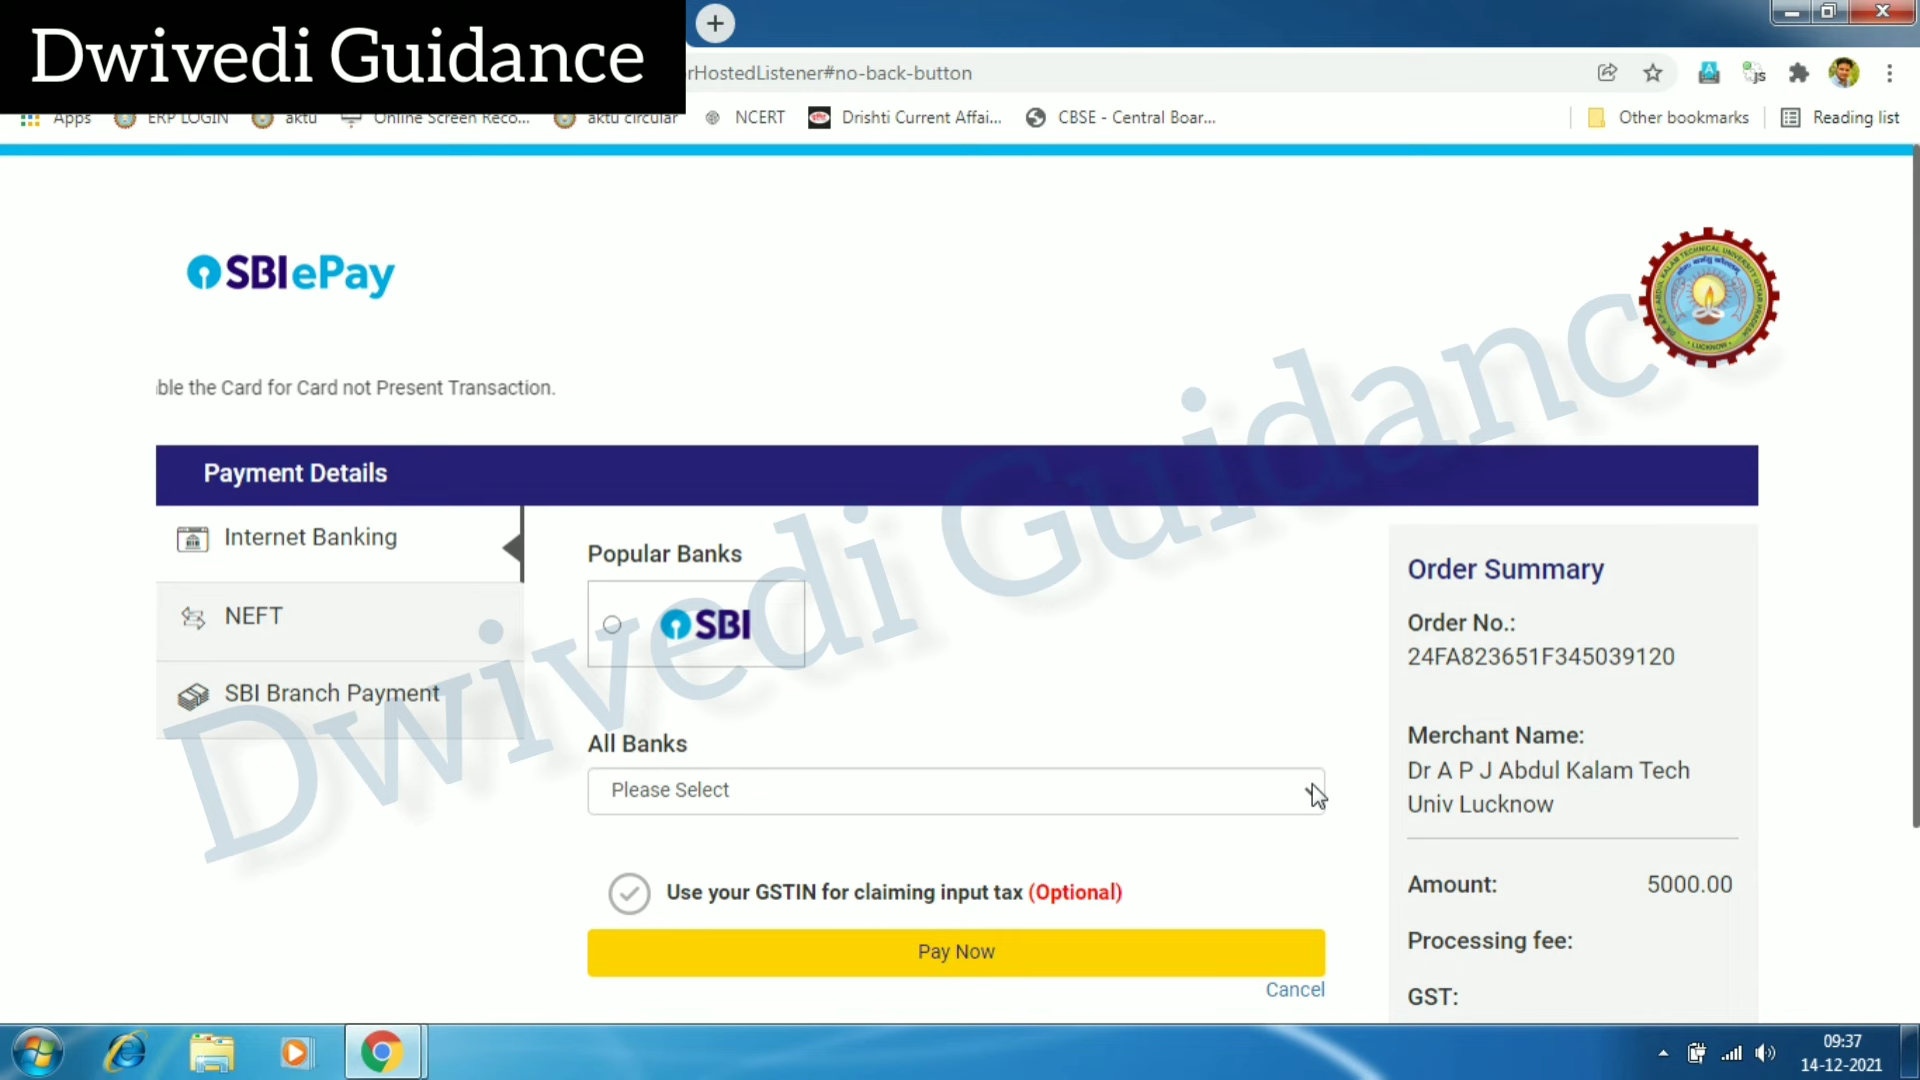 Dwivedi Guidance
rHostedListener#no-back-button
Apps ERP LOGIN aktu Online Screen Reco... aktu circular NCERT Drishti Current Affai... CBSE - Central Boar... Other bookmarks Reading list
SBI ePay
ble the Card for Card not Present Transaction.
Payment Details
Internet Banking
NEFT
SBI Branch Payment
Popular Banks
SBI
All Banks
Please Select
Use your GSTIN for claiming input tax (Optional)
Pay Now
Cancel
Order Summary
Order No.:
24FA823651F345039120
Merchant Name:
Dr A P J Abdul Kalam Tech
Univ Lucknow
Amount: 5000.00
Processing fee:
GST:
Dwivedi Guidanc
09:37
14-12-2021